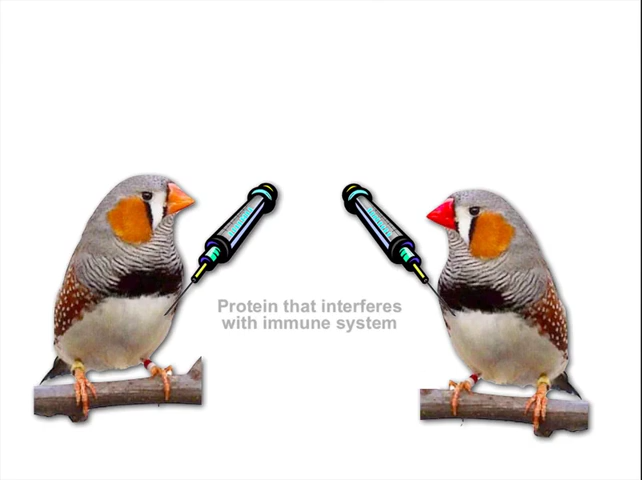 Protein that interferes
with immune system